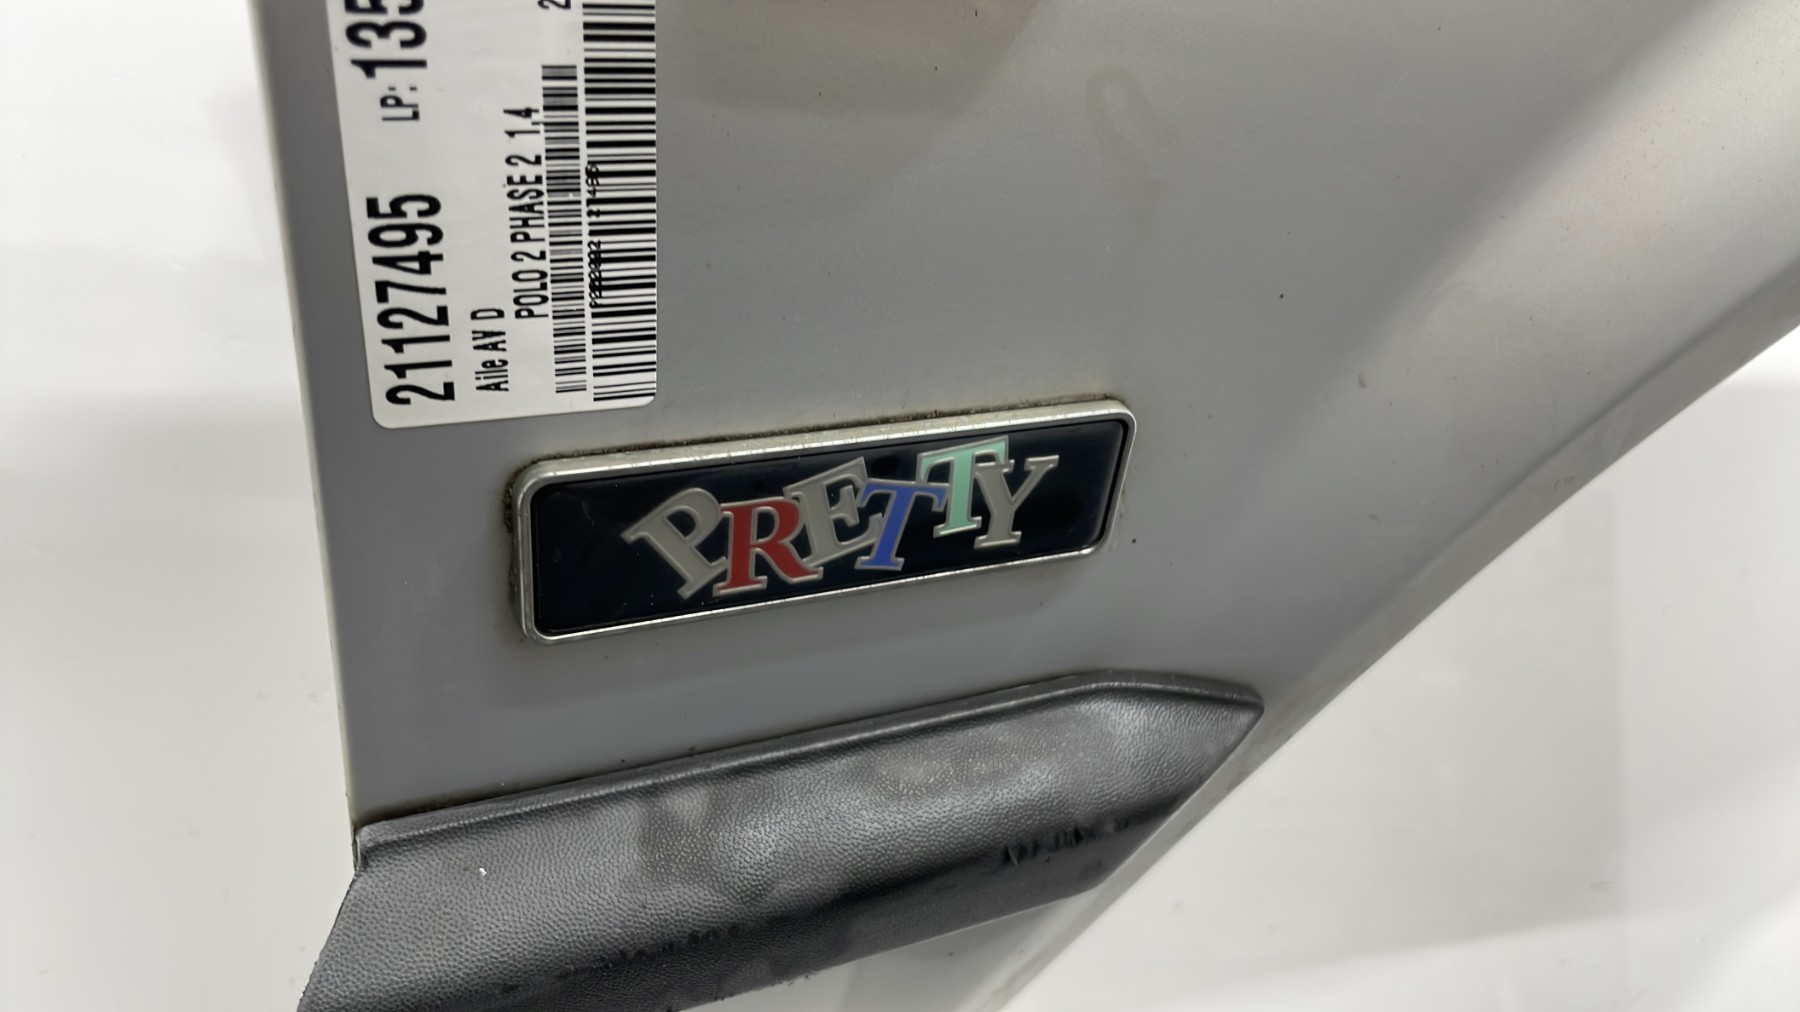 21127495 LP: 135
Aile AV D
POLO 2 PHASE 2 1.4
PRETTY